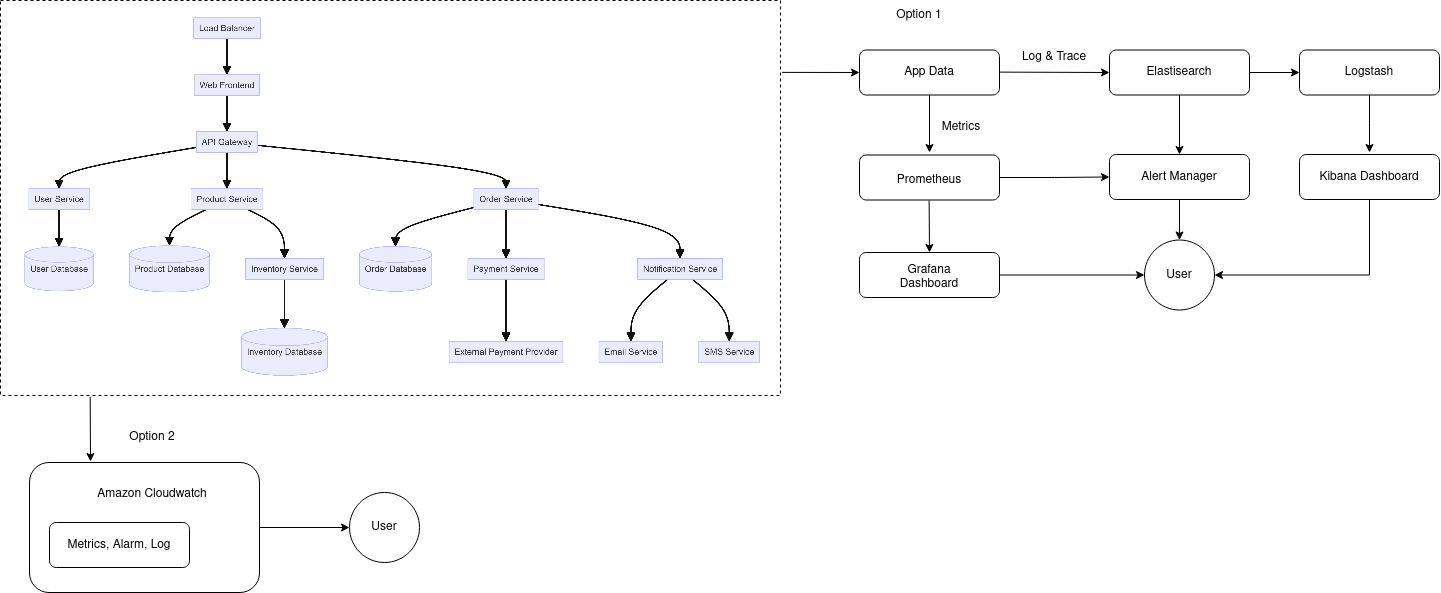 Load Balancer
Web Frontend
API Gateway
User Service
Product Service
Order Service
User Database
Product Database
Inventory Service
Order Database
Payment Service
Notification Service
Inventory Database
External Payment Provider
Email Service
SMS Service
Option 1
App Data
Log & Trace
Elastisearch
Logstash
Metrics
Prometheus
Alert Manager
Kibana Dashboard
Grafana
Dashboard
User
Option 2
Amazon Cloudwatch
Metrics, Alarm, Log
User